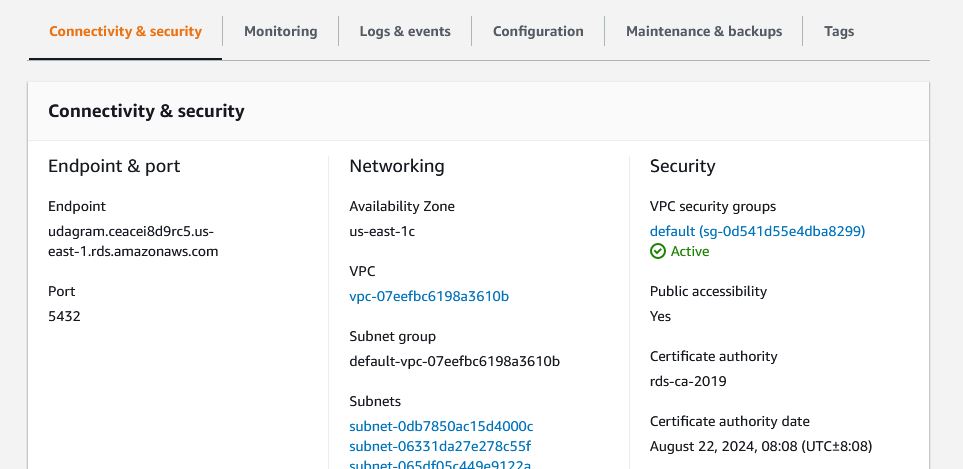 Connectivity & security
Monitoring
Logs & events
Configuration
Maintenance & backups
Tags
Connectivity & security
Endpoint & port
Endpoint
udagram.ceacei8d9rc5.us-
east-1.rds.amazonaws.com
Port
5432
Networking
Availability Zone
us-east-1c
VPC
vpc-07eefbc6198a3610b
Subnet group
default-vpc-07eefbc6198a3610b
Subnets
subnet-0db7850ac15d4000c
subnet-06331da27e278c55f
subnet-065df05c449e9122a
Security
VPC security groups
default (sg-0d541d55e4dba8299)
Active
Public accessibility
Yes
Certificate authority
rds-ca-2019
Certificate authority date
August 22, 2024, 08:08 (UTC±8:08)